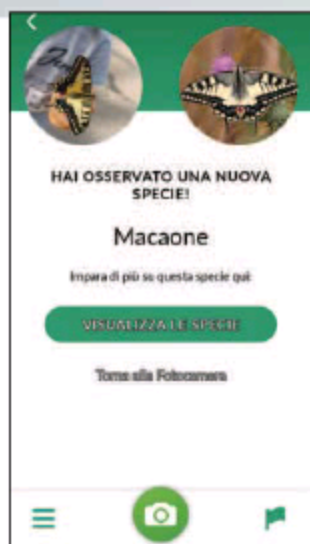 HAI OSSERVATO UNA NUOVA
SPECIE!
Macaone
Impara di più su questa specie qui:
VISUALIZZA LE SPECIE
Torna alla Fotocamera